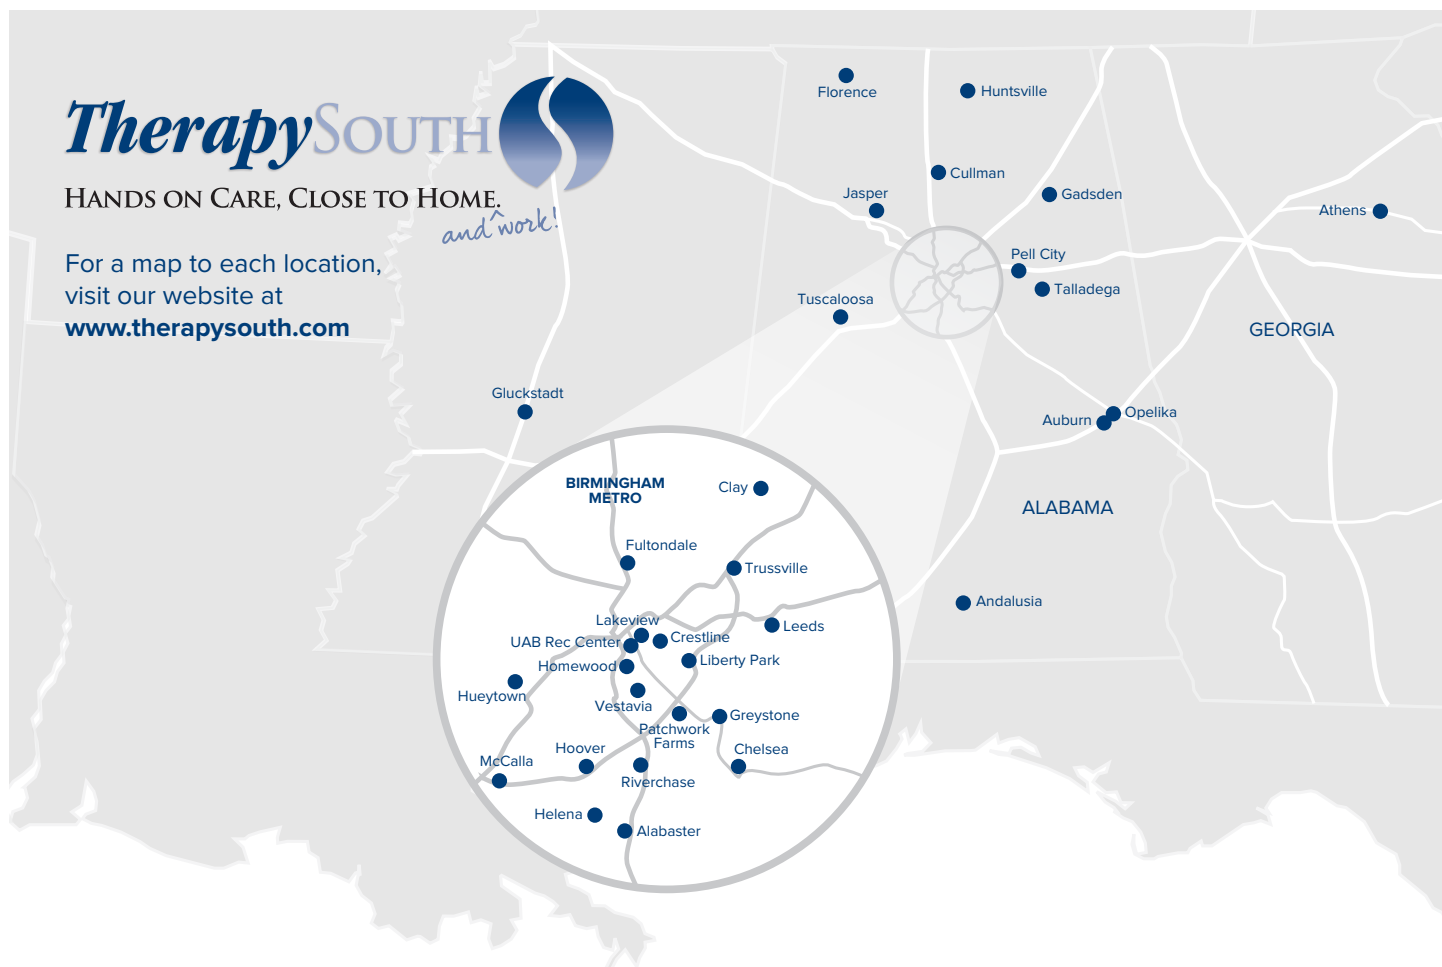 TherapySouth
Hands on Care, Close to Home.
and ^ work!
For a map to each location,
visit our website at
www.therapysouth.com
Florence
Huntsville
Cullman
Jasper
Gadsden
Athens
Pell City
Talladega
Tuscaloosa
GEORGIA
Gluckstadt
Opelika
Auburn
ALABAMA
Andalusia
BIRMINGHAM
METRO
Clay
Fultondale
Trussville
Lakeview
Leeds
UAB Rec Center
Crestline
Homewood
Liberty Park
Hueytown
Vestavia
Greystone
Patchwork
Farms
Hoover
Chelsea
McCalla
Riverchase
Helena
Alabaster